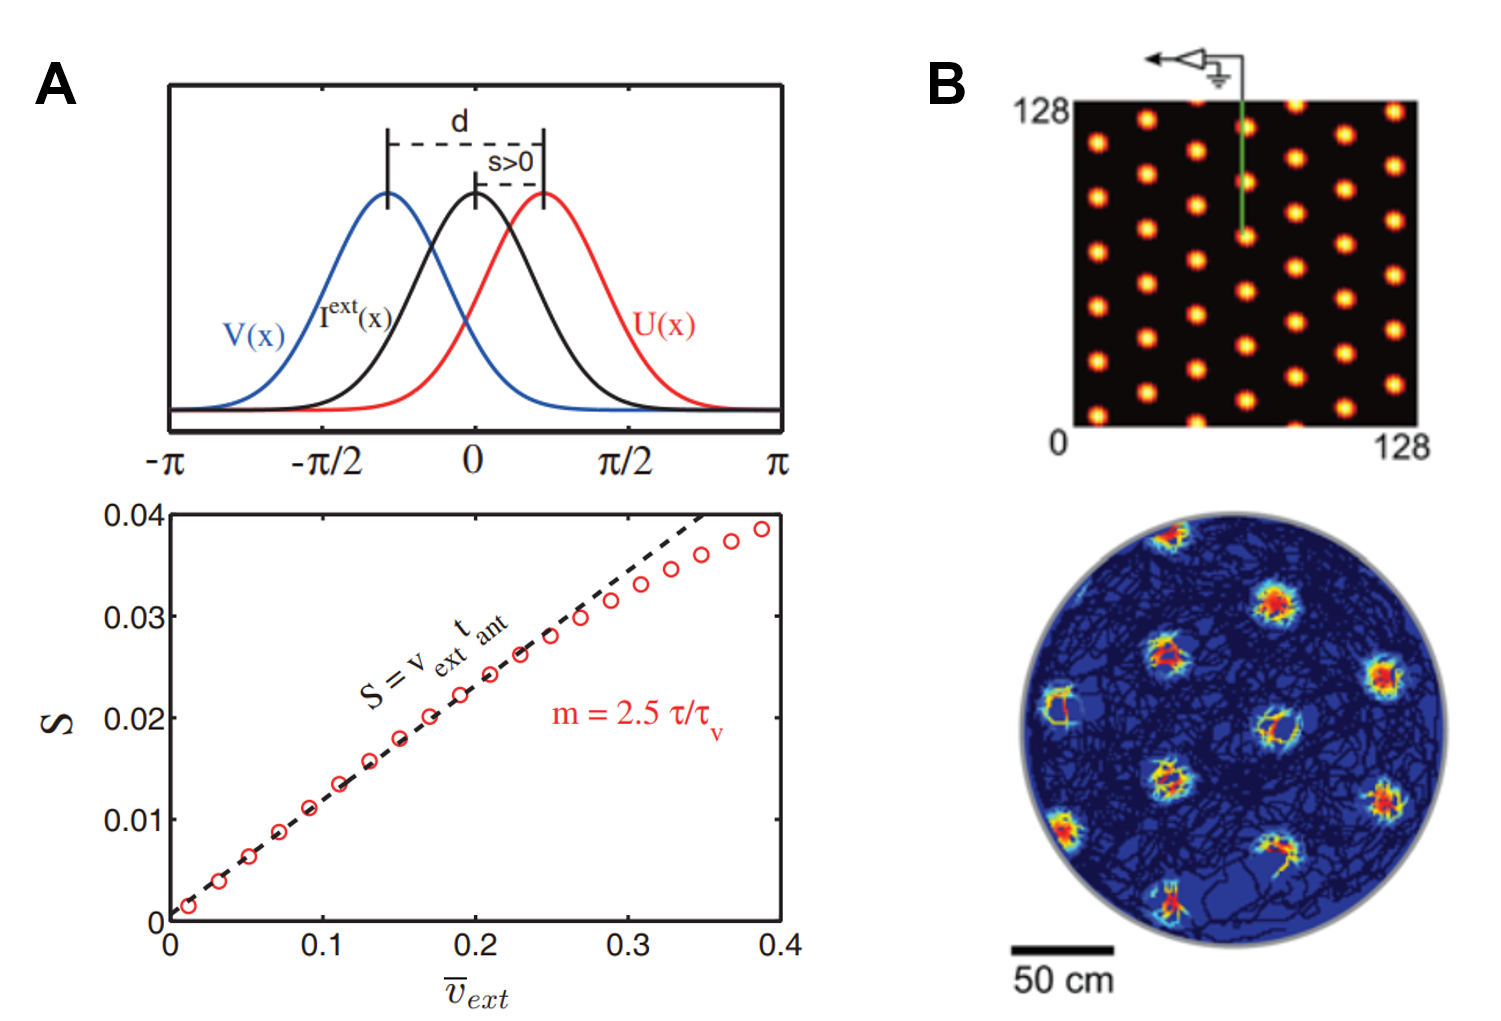 A
d
s>0
V(x)
I^ext(x)
U(x)
-π -π/2 0 π/2 π
0.04
0.03
0.02
0.01
0
S
S = v_ext t_ant
m = 2.5 τ/τ_v
0 0.1 0.2 0.3 0.4
v̅_ext
B
128
0
128
50 cm